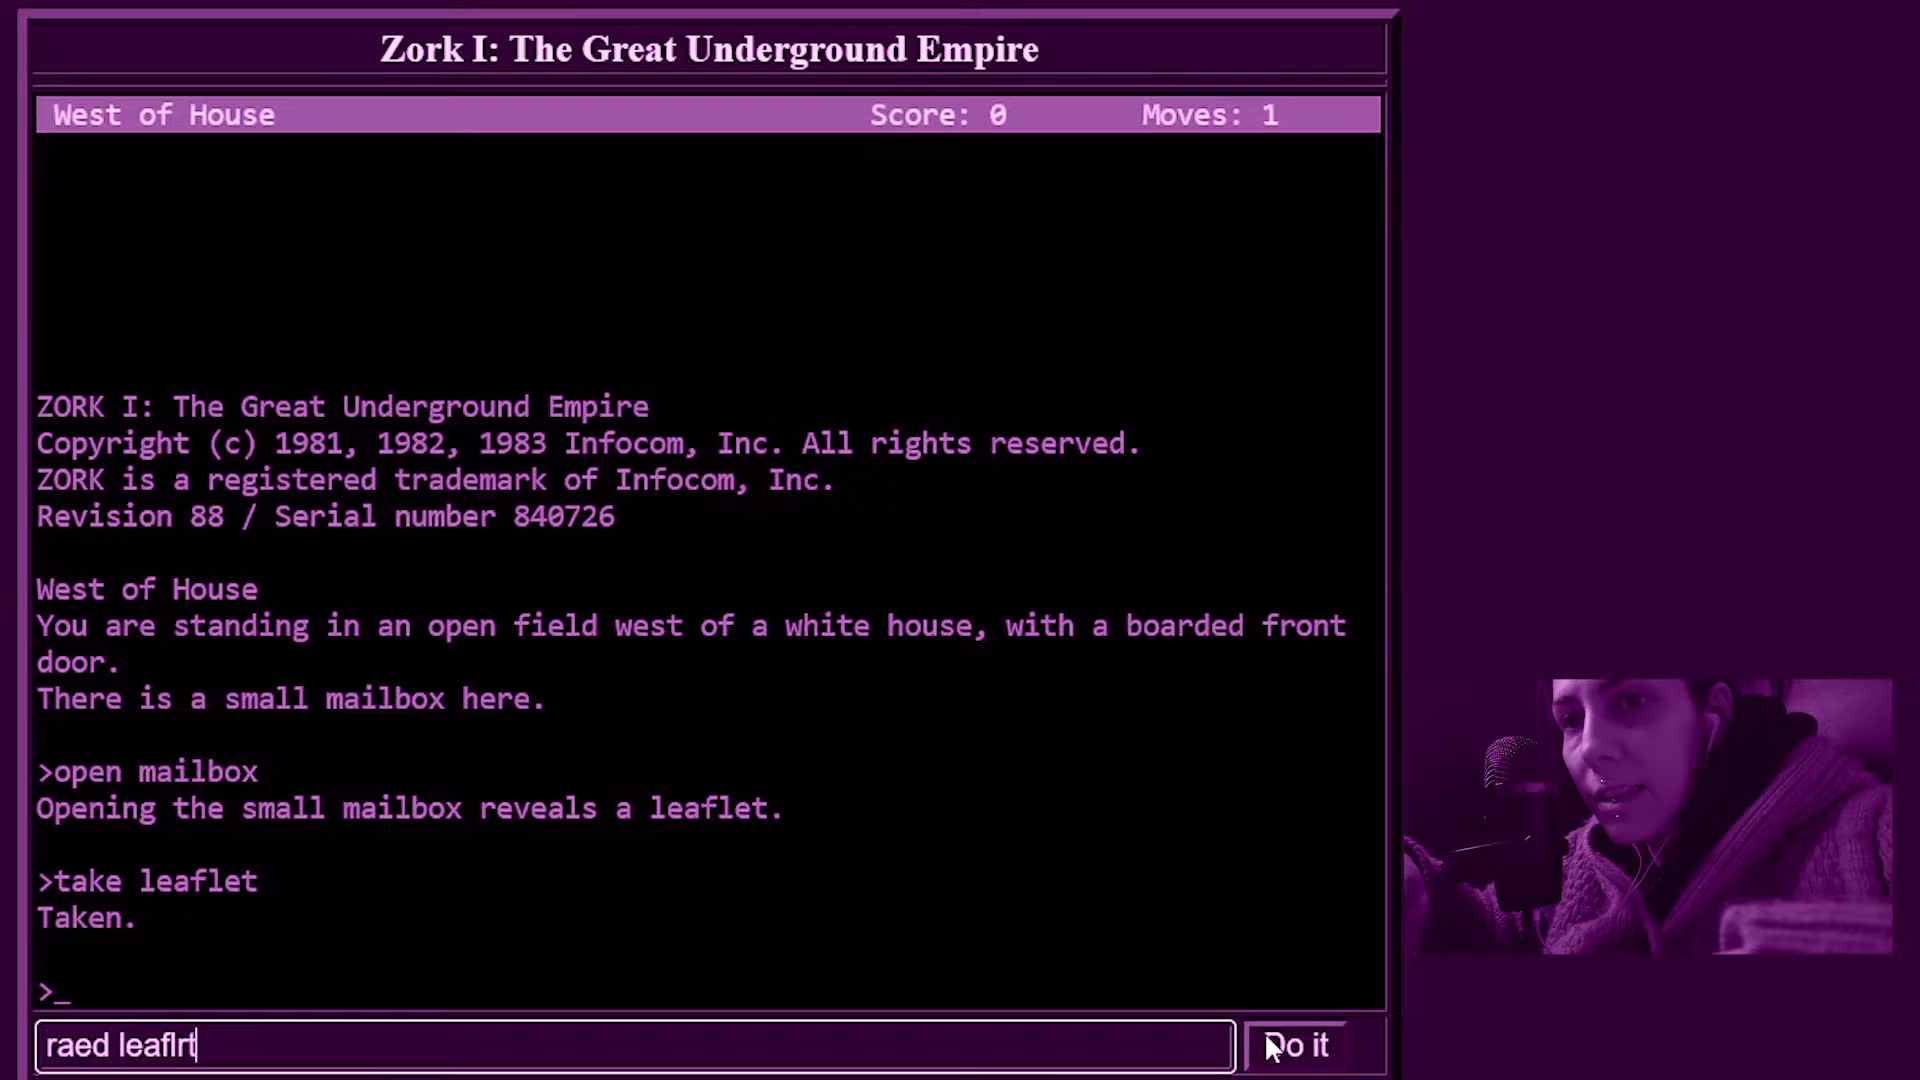 Zork I: The Great Underground Empire
West of House Score: 0 Moves: 1
ZORK I: The Great Underground Empire
Copyright (c) 1981, 1982, 1983 Infocom, Inc. All rights reserved.
ZORK is a registered trademark of Infocom, Inc.
Revision 88 / Serial number 840726
West of House
You are standing in an open field west of a white house, with a boarded front
door.
There is a small mailbox here.
>open mailbox
Opening the small mailbox reveals a leaflet.
>take leaflet
Taken.
>_
raed leaflrt
Do it